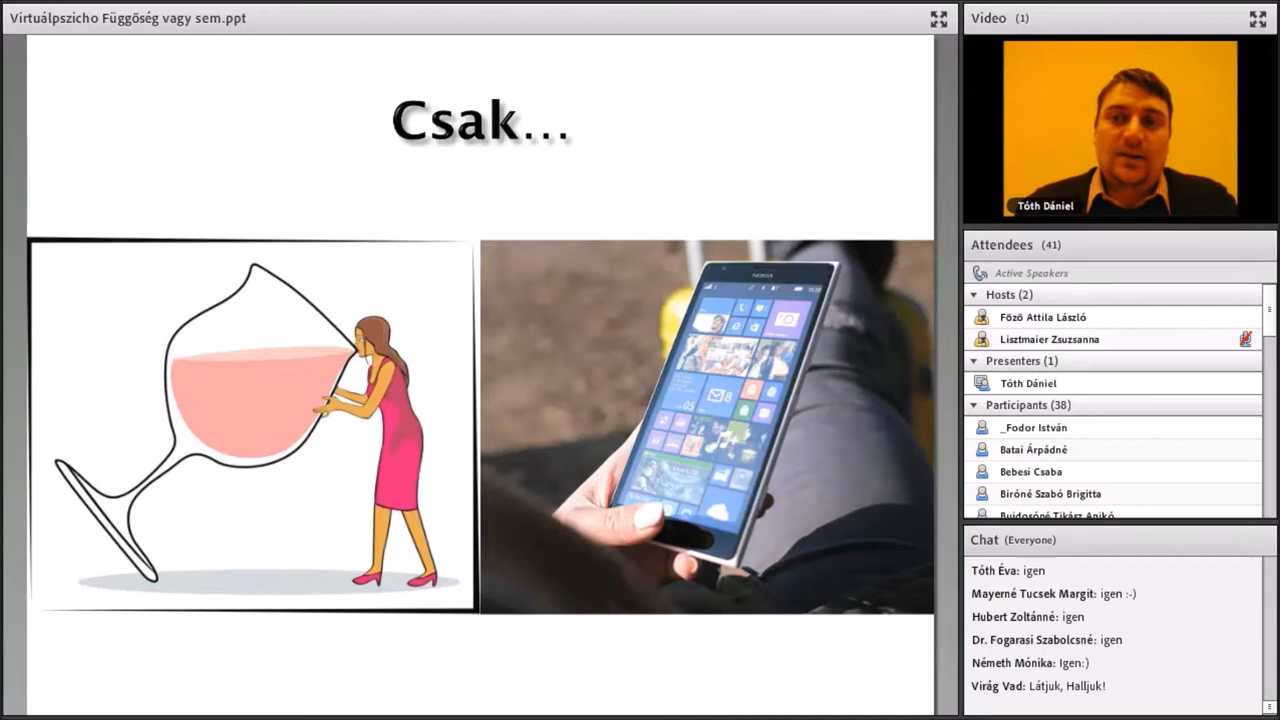 Virtuálpszicho Függőség vagy sem.ppt
Csak...
NOKIA
Video (1)
Tóth Dániel
Attendees (41)
Active Speakers
Hosts (2)
Főző Attila László
Lisztmaier Zsuzsanna
Presenters (1)
Tóth Dániel
Participants (38)
_Fodor István
Batai Árpádné
Bebesi Csaba
Biróné Szabó Brigitta
Bujdosóné Tikász Anikó
Chat (Everyone)
Tóth Éva: igen
Mayerné Tucsek Margit: igen :-)
Hubert Zoltánné: igen
Dr. Fogarasi Szabolcsné: igen
Németh Mónika: Igen:)
Virág Vad: Látjuk, Halljuk!